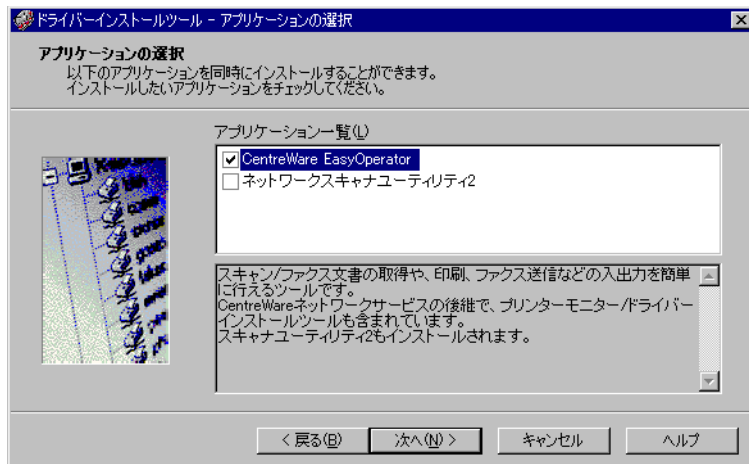 ドライバーインストールツール - アプリケーションの選択
アプリケーションの選択
以下のアプリケーションを同時にインストールすることができます。
インストールしたいアプリケーションをチェックしてください。
アプリケーション一覧(L)
CentreWare EasyOperator
ネットワークスキャナユーティリティ2
スキャン/ファクス文書の取得や、印刷、ファクス送信などの入出力を簡単
に行えるツールです。
CentreWareネットワークサービスの後継で、プリンターモニター/ドライバー
インストールツールも含まれています。
スキャナユーティリティ2もインストールされます。
< 戻る(B)
次へ(N) >
キャンセル
ヘルプ